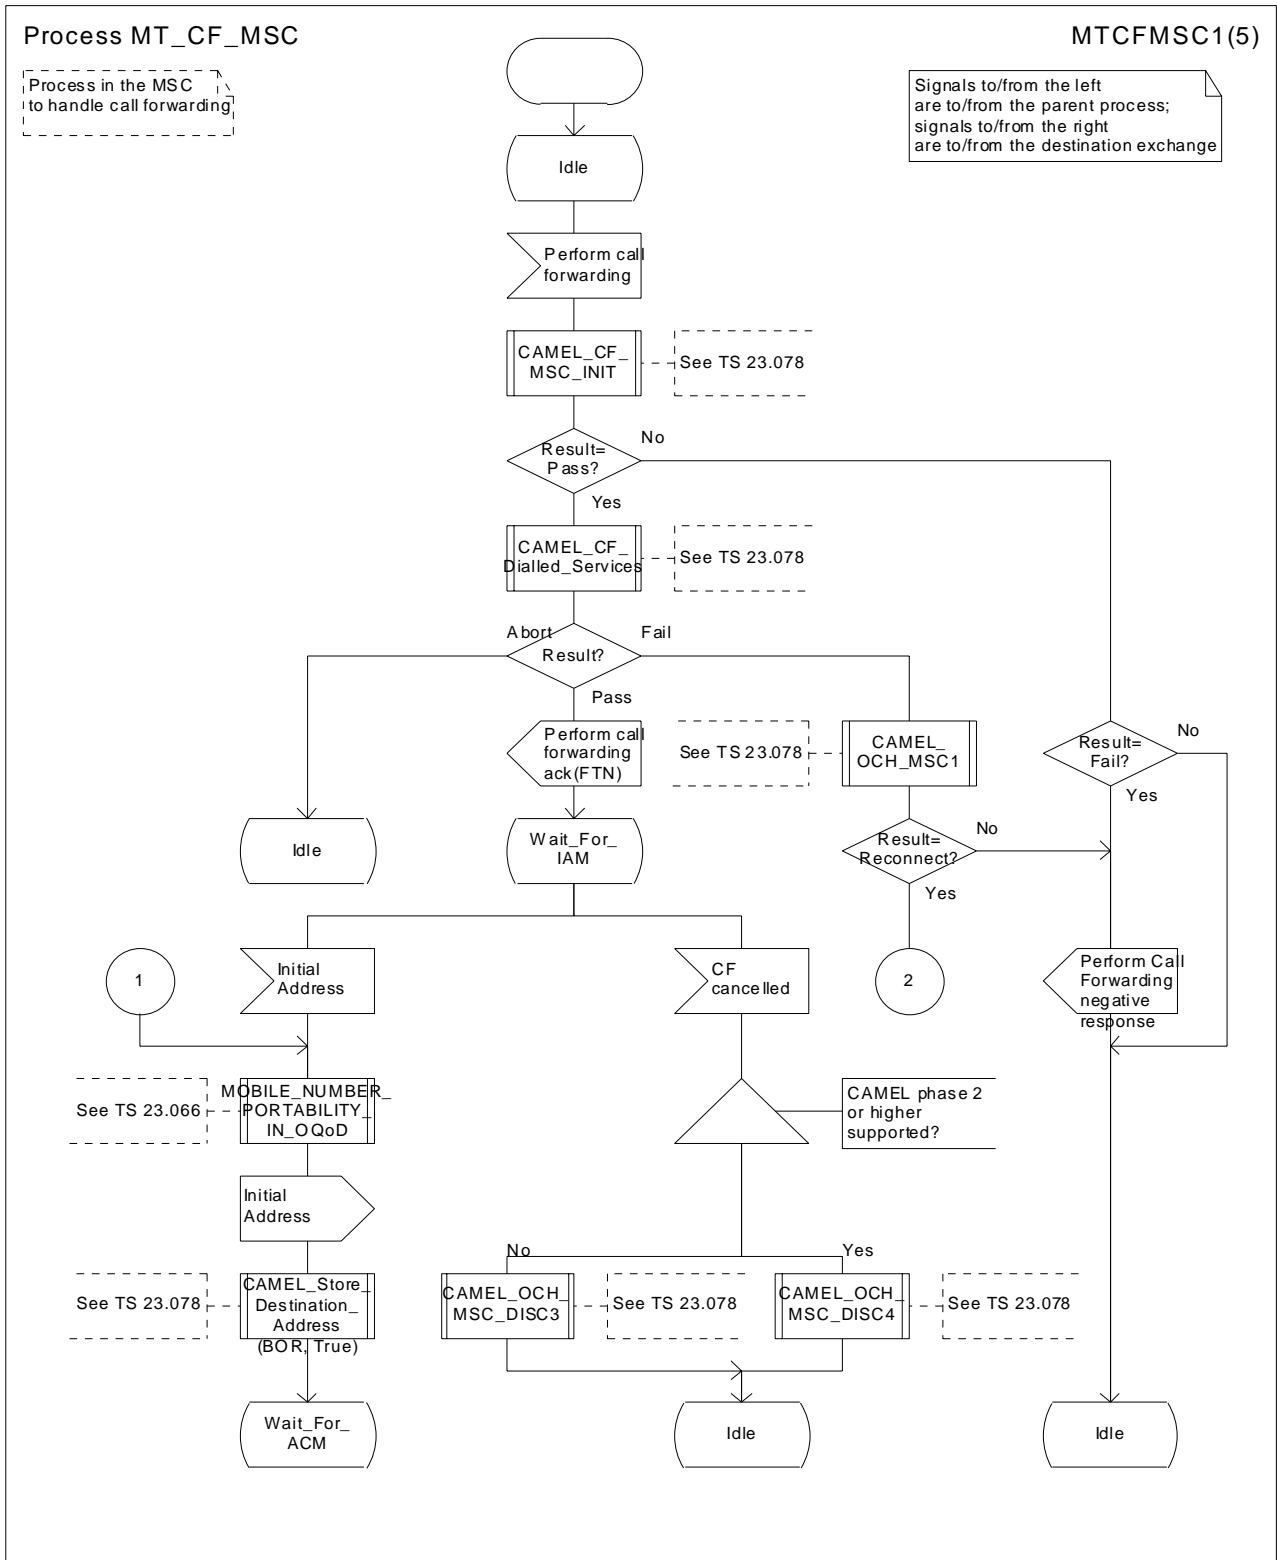 Process MT_CF_MSC
MTCFMSC1(5)
Process in the MSC
to handle call forwarding
Signals to/from the left
are to/from the parent process;
signals to/from the right
are to/from the destination exchange
Idle
Perform call
forwarding
CAMEL_CF_
MSC_INIT
See TS 23.078
Result=
Pass?
No
Yes
CAMEL_CF_
Dialled_Services
See TS 23.078
Abort
Fail
Result?
Pass
Perform call
forwarding
ack(FTN)
See TS 23.078
CAMEL_
OCH_MSC1
Result=
Fail?
No
Yes
Idle
Wait_For_
IAM
Result=
Reconnect?
No
Yes
1
Initial
Address
CF
cancelled
2
Perform Call
Forwarding
negative
response
See TS 23.066
MOBILE_NUMBER_
PORTABILITY_
IN_OQoD
CAMEL phase 2
or higher
supported?
Initial
Address
No
Yes
See TS 23.078
CAMEL_Store_
Destination_
Address
(BOR, True)
CAMEL_OCH_
MSC_DISC3
See TS 23.078
CAMEL_OCH_
MSC_DISC4
See TS 23.078
Wait_For_
ACM
Idle
Idle